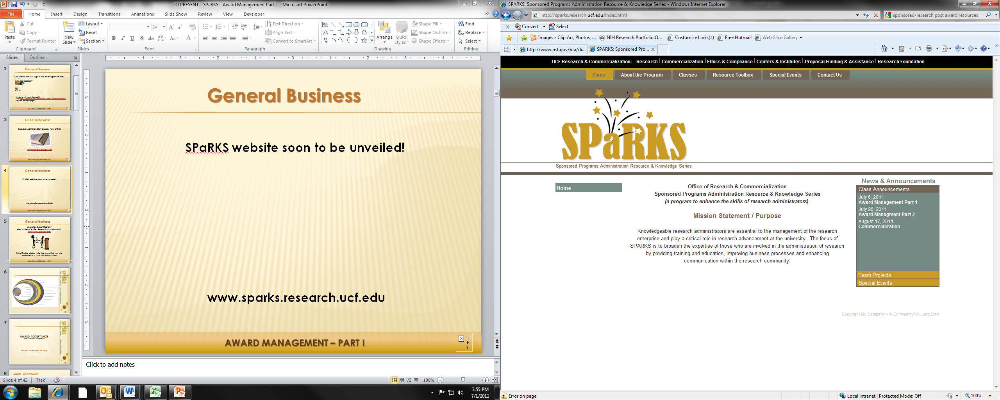 TO PRESENT - SPaRKS - Award Management Part I - Microsoft PowerPoint
File Home Insert Design Transitions Animations Slide Show Review View Developer
Paste
Cut
Copy
Format Painter
Clipboard
New Slide
Layout
Reset
Section
Slides
24
B I U S abc AV Aa A
Font
Text Direction
Align Text
Convert to SmartArt
Paragraph
Arrange
Quick Styles
Shape Fill
Shape Outline
Shape Effects
Drawing
Find
Replace
Select
Editing
Slides Outline
2
General Business
Can we use the UCF logo in our email signature line?
AWARD MANAGEMENT– PART I
3
General Business
Research Administration Glossary now online!
www.researchglossary.edu
AWARD MANAGEMENT– PART I
4
General Business
SPaRKS website soon to be unveiled!
www.sparks.research.ucf.edu
AWARD MANAGEMENT– PART I
5
General Business
Interested in Certification?
Want to Be a Certified Research Administrator?
http://www.cra-cert.org/
Email Dashie Walker to let her know that you are
interested in a CRA REVIEW SESSION!
AWARD MANAGEMENT– PART I
6
SPaRKS
7
AWARD ACCEPTANCE
SPaRKS
8
AWARD ACCEPTANCE
4 3 2 1 0 1 2 3 4
3
2
1
0
1
2
3
General Business
SPaRKS website soon to be unveiled!
www.sparks.research.ucf.edu
AWARD MANAGEMENT – PART I
T
h
i
Click to add notes
Slide 4 of 43 "Trek" 100%
3:55 PM
7/1/2011
SPARKS: Sponsored Programs Administration Resource & Knowledge Series - Windows Internet Explorer
http://sparks.research.ucf.edu/index.html
sponsored-research post award resources
x Convert Select
Images - Clip Art, Photos, ... NIH Research Portfolio O... Customize Links(1) Free Hotmail Web Slice Gallery
http://www.nsf.gov/bfa/di... SPARKS: Sponsored Pro...
UCF Research & Commercialization: Research | Commercialization | Ethics & Compliance | Centers & Institutes | Proposal Funding & Assistance | Research Foundation
Home About the Program Classes Resource Toolbox Special Events Contact Us
SPaRKS
Sponsored Programs Administration Resource & Knowledge Series
Home
Office of Research & Commercialization
Sponsored Programs Administration Resource & Knowledge Series
(a program to enhance the skills of research administrators)
Mission Statement / Purpose
Knowledgeable research administrators are essential to the management of the research
enterprise and play a critical role in research advancement at the university. The focus of
SPARKS is to broaden the expertise of those who are involved in the administration of research
by providing training and education, improving business processes and enhancing
communication within the research community.
News & Announcements
Class Announcements
July 6, 2011
Award Management Part 1
July 20, 2011
Award Managment Part 2
August 17, 2011
Commercialization
Team Projects
Special Events
Copyright My Company - A CommunityMX JumpStart
Error on page.
Local intranet | Protected Mode: Off
100%